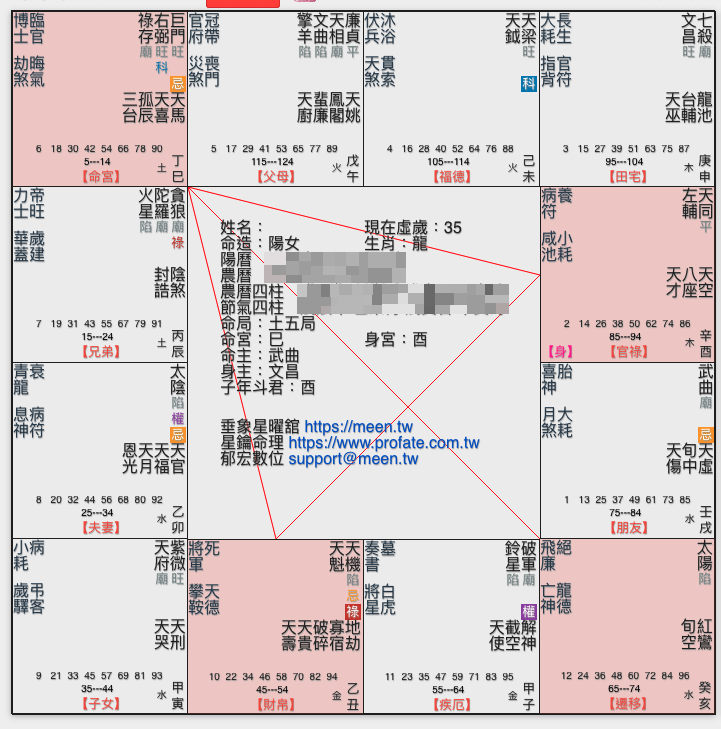 巨門旺忌
右弼旺科
祿存廟
臨官
博士
晦氣
劫煞
天馬
天喜
孤辰
三台
6 18 30 42 54 66 78 90
5---14
【命宮】
土
丁巳
廉貞平
天相廟
文曲陷
擎羊陷
冠帶
官府
喪門
災煞
天姚
鳳閣
蜚廉
天廚
5 17 29 41 53 65 77 89
115---124
【父母】
火
戊午
天梁旺科
天鉞
沐浴
伏兵
貫索
天煞
4 16 28 40 52 64 76 88
105---114
【福德】
火
己未
七殺廟
文昌旺
長生
大耗
官符
指背
龍池
台輔
天巫
3 15 27 39 51 63 75 87
95---104
【田宅】
木
庚申
貪狼廟祿
陀羅廟
火星陷
帝旺
力士
歲建
華蓋
陰煞
封誥
7 19 31 43 55 67 79 91
15---24
【兄弟】
土
丙辰
姓名：
現在虛歲：35
命造：陽女
生肖：龍
陽曆
農曆
農曆四柱
節氣四柱
命局：土五局
命宮：巳
身宮：酉
命主：武曲
身主：文昌
子年斗君：酉
垂象星曜舘 https://meen.tw
星鑰命理 https://www.profate.com.tw
郁宏數位 support@meen.tw
天同平
左輔
養
病符
小耗
咸池
天空
八座
天才
2 14 26 38 50 62 74 86
85---94
【身】
【官祿】
木
辛酉
太陰陷權忌
衰
青龍
病符
息神
天官
天福
天月
恩光
8 20 32 44 56 68 80 92
25---34
【夫妻】
水
乙卯
武曲廟忌
胎
喜神
大耗
月煞
天虛
旬中
天傷
1 13 25 37 49 61 73 85
75---84
【朋友】
水
壬戌
紫微旺
天府廟
病
小耗
弔客
歲驛
天刑
天哭
9 21 33 45 57 69 81 93
35---44
【子女】
水
甲寅
天機陷忌祿
天魁
死
將軍
天德
攀鞍
地劫
寡宿
破碎
天貴
天壽
10 22 34 46 58 70 82 94
45---54
【財帛】
金
乙丑
破軍廟權
鈴星陷
墓
奏書
白虎
將星
解神
截空
天使
11 23 35 47 59 71 83 95
55---64
【疾厄】
金
甲子
太陽陷
絕
飛廉
龍德
亡神
紅鸞
旬空
12 24 36 48 60 72 84 96
65---74
【遷移】
水
癸亥